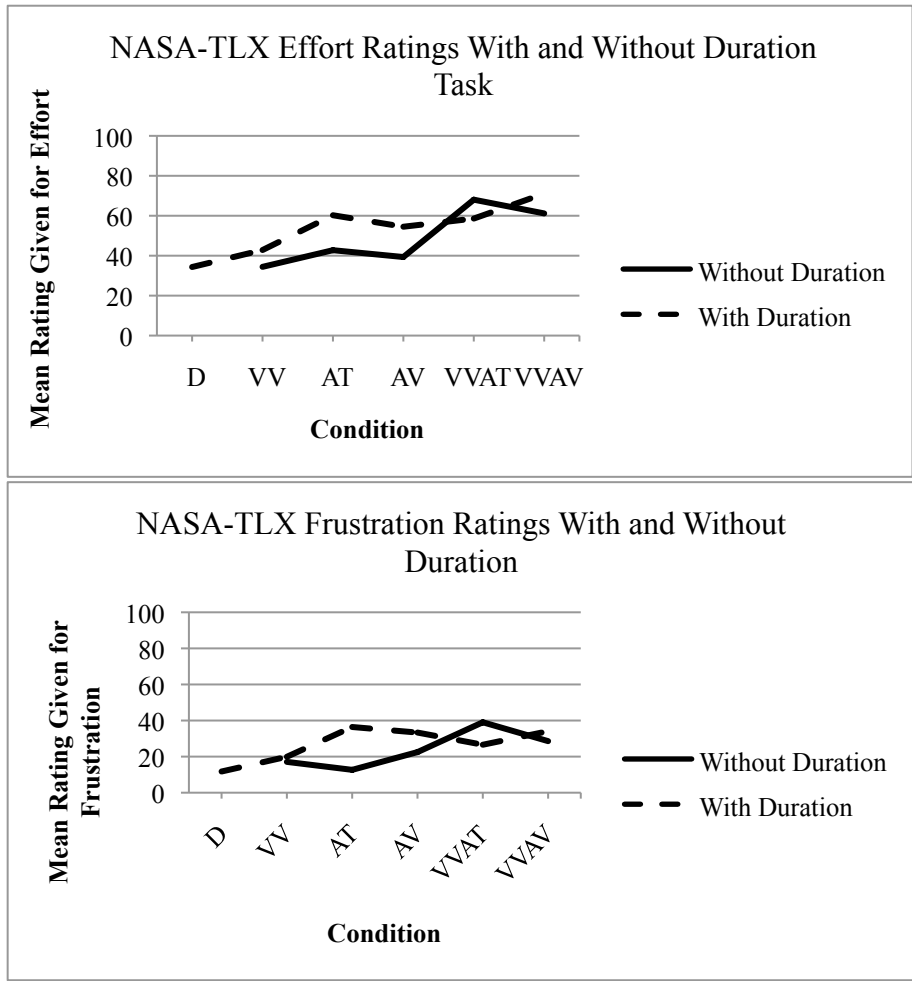 NASA-TLX Effort Ratings With and Without Duration
Task
Mean Rating Given for Effort
100
80
60
40
20
0
D VV AT AV VVAT VVAV
Condition
Without Duration
With Duration
NASA-TLX Frustration Ratings With and Without
Duration
Mean Rating Given for
Frustration
100
80
60
40
20
0
D VV AT AV VVAT VVAV
Condition
Without Duration
With Duration